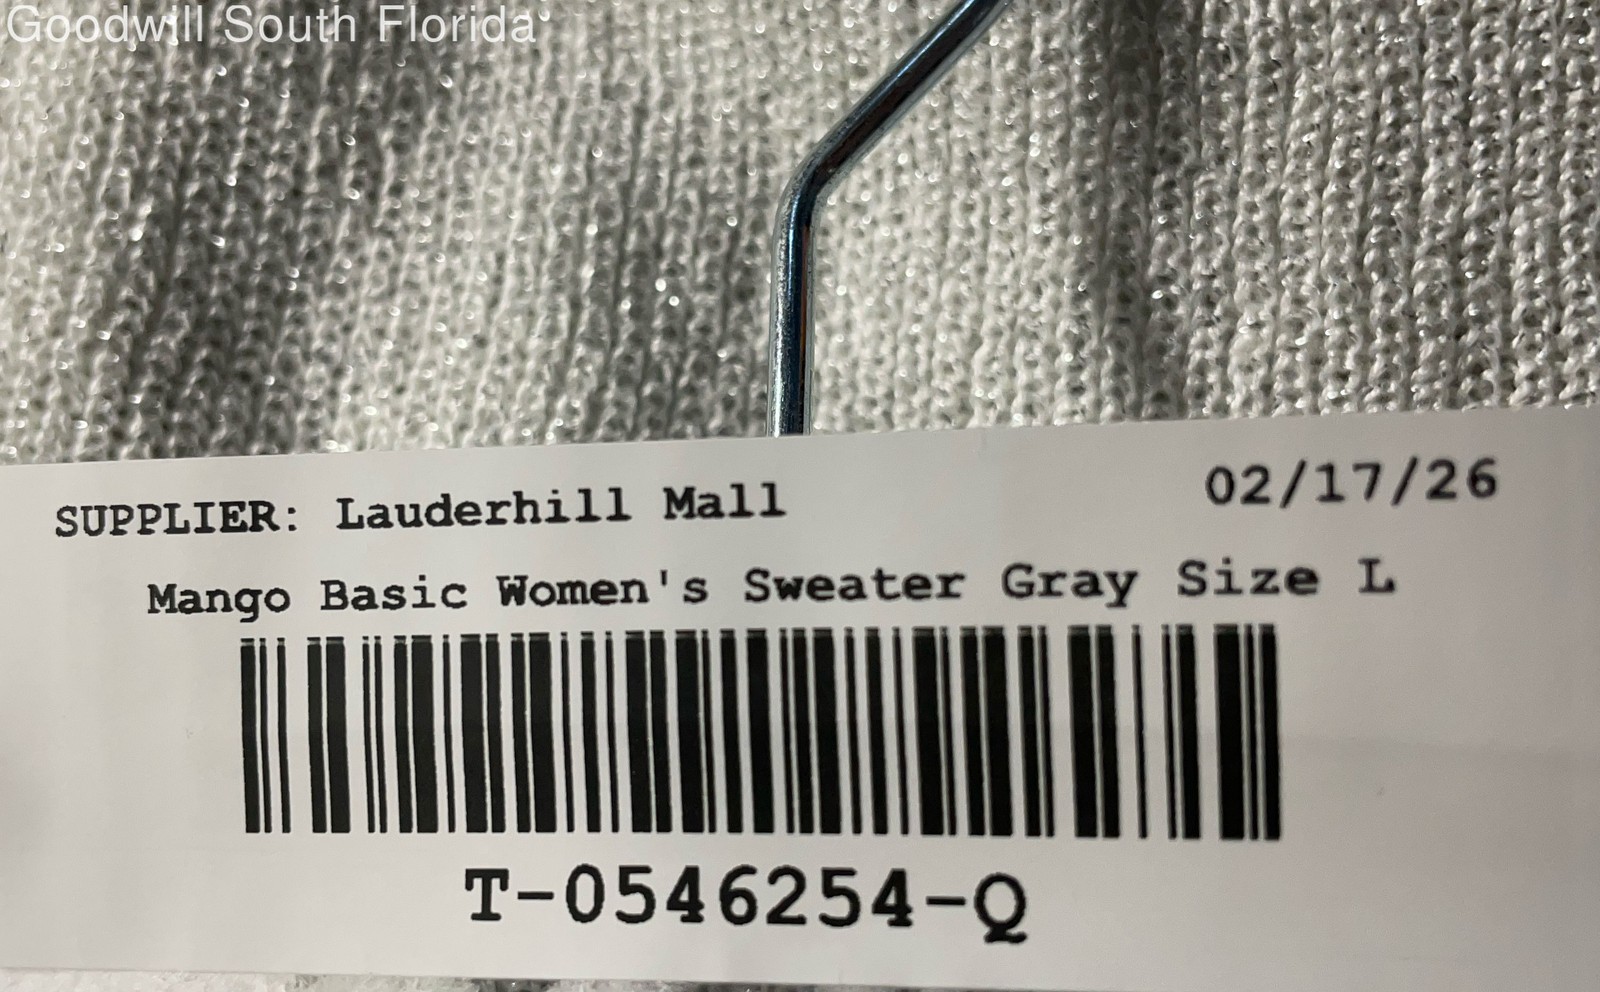 Goodwill South Florida
SUPPLIER: Lauderhill Mall
02/17/26
Mango Basic Women's Sweater Gray Size L
T-0546254-Q